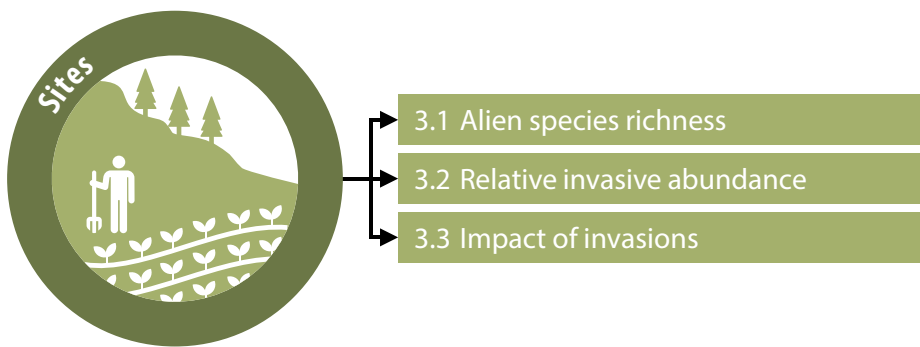 Sites
3.1 Alien species richness
3.2 Relative invasive abundance
3.3 Impact of invasions